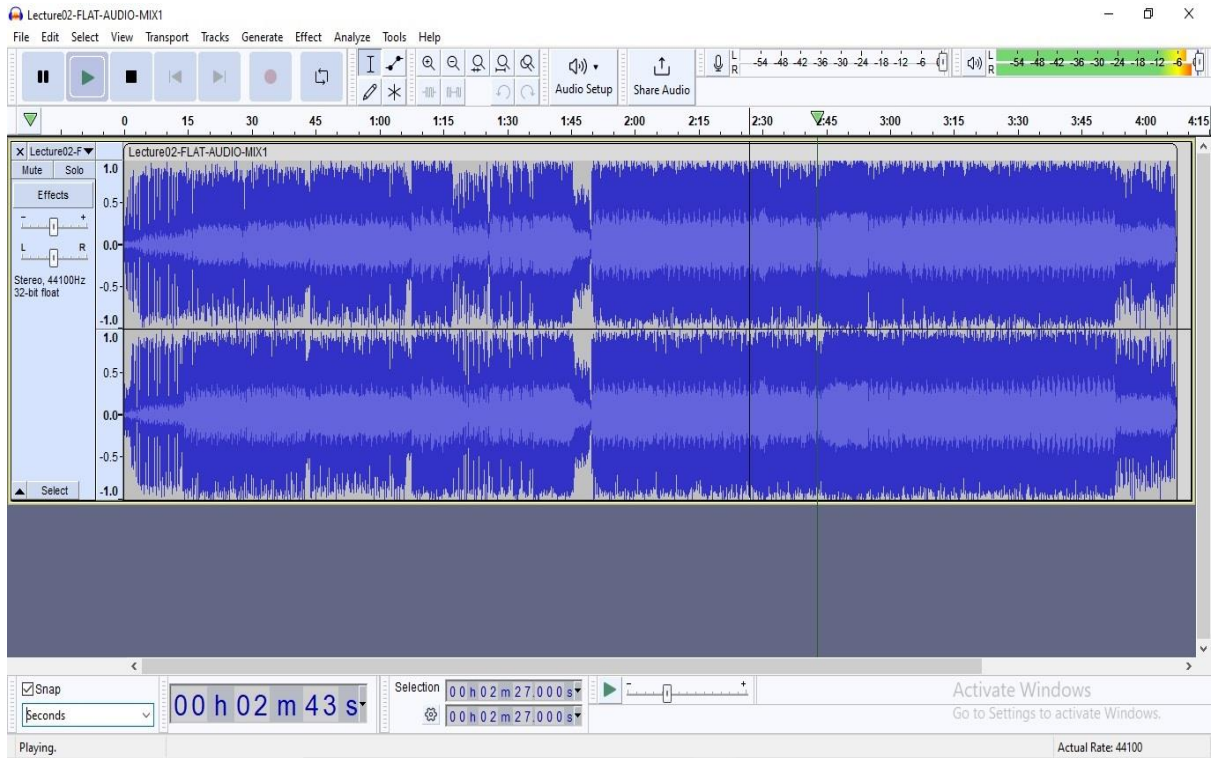 Lecture02-FLAT-AUDIO-MIX1
File Edit Select View Transport Tracks Generate Effect Analyze Tools Help
L
R
-54 -48 -42 -36 -30 -24 -18 -12 -6
L
R
-54 -48 -42 -36 -30 -24 -18 -12 -6
Audio Setup
Share Audio
0 15 30 45 1:00 1:15 1:30 1:45 2:00 2:15 2:30 2:45 3:00 3:15 3:30 3:45 4:00 4:15
Lecture02-F
Lecture02-FLAT-AUDIO-MIX1
Mute Solo
Effects
- +
L R
Stereo, 44100Hz
32-bit float
Select
1.0
0.5
0.0
-0.5
-1.0
1.0
0.5
0.0
-0.5
-1.0
Snap
Seconds
00 h 02 m 43 s
Selection
00 h 02 m 27.000 s
00 h 02 m 27.000 s
- +
Activate Windows
Go to Settings to activate Windows.
Playing.
Actual Rate: 44100